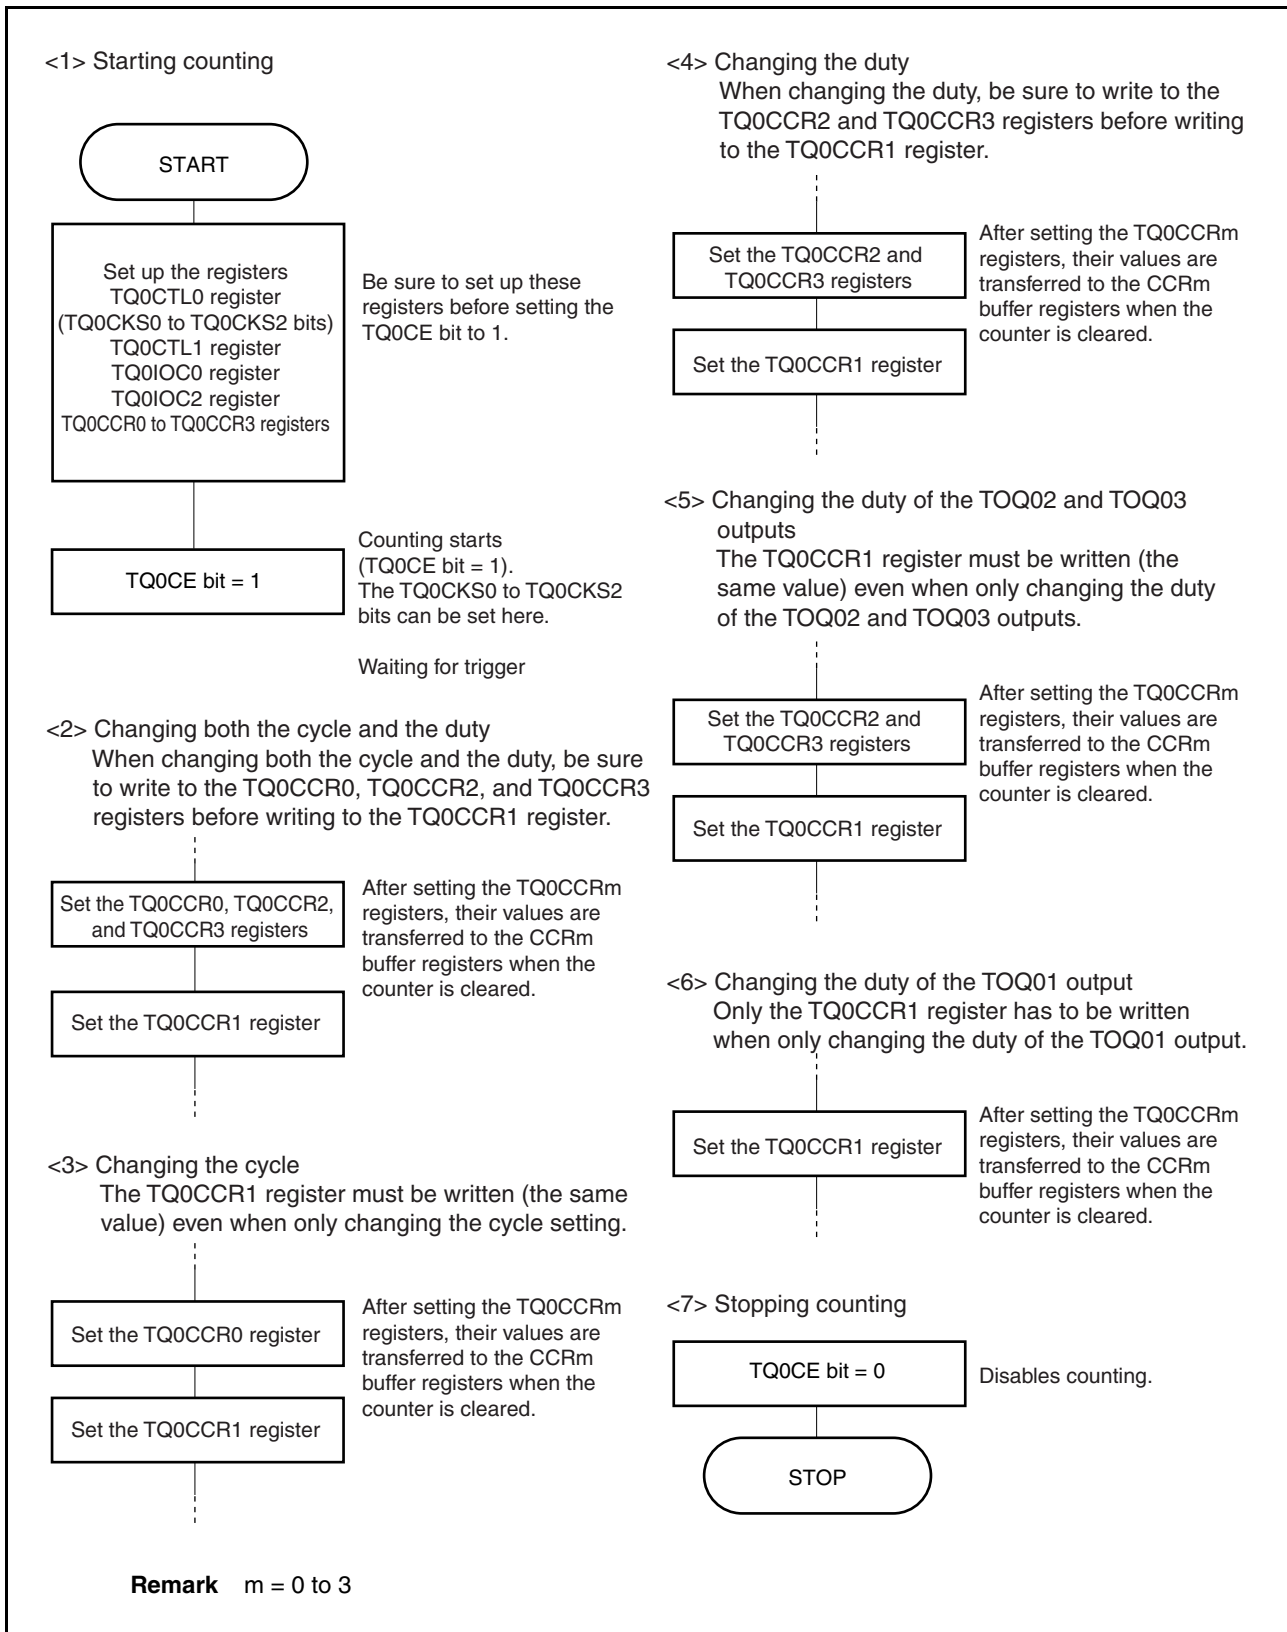 <1> Starting counting
START
Set up the registers
TQ0CTL0 register
(TQ0CKS0 to TQ0CKS2 bits)
TQ0CTL1 register
TQ0IOC0 register
TQ0IOC2 register
TQ0CCR0 to TQ0CCR3 registers
Be sure to set up these
registers before setting the
TQ0CE bit to 1.
TQ0CE bit = 1
Counting starts
(TQ0CE bit = 1).
The TQ0CKS0 to TQ0CKS2
bits can be set here.
Waiting for trigger
<2> Changing both the cycle and the duty
When changing both the cycle and the duty, be sure
to write to the TQ0CCR0, TQ0CCR2, and TQ0CCR3
registers before writing to the TQ0CCR1 register.
Set the TQ0CCR0, TQ0CCR2,
and TQ0CCR3 registers
Set the TQ0CCR1 register
After setting the TQ0CCRm
registers, their values are
transferred to the CCRm
buffer registers when the
counter is cleared.
<3> Changing the cycle
The TQ0CCR1 register must be written (the same
value) even when only changing the cycle setting.
Set the TQ0CCR0 register
Set the TQ0CCR1 register
After setting the TQ0CCRm
registers, their values are
transferred to the CCRm
buffer registers when the
counter is cleared.
<4> Changing the duty
When changing the duty, be sure to write to the
TQ0CCR2 and TQ0CCR3 registers before writing
to the TQ0CCR1 register.
Set the TQ0CCR2 and
TQ0CCR3 registers
Set the TQ0CCR1 register
After setting the TQ0CCRm
registers, their values are
transferred to the CCRm
buffer registers when the
counter is cleared.
<5> Changing the duty of the TOQ02 and TOQ03
outputs
The TQ0CCR1 register must be written (the
same value) even when only changing the duty
of the TOQ02 and TOQ03 outputs.
Set the TQ0CCR2 and
TQ0CCR3 registers
Set the TQ0CCR1 register
After setting the TQ0CCRm
registers, their values are
transferred to the CCRm
buffer registers when the
counter is cleared.
<6> Changing the duty of the TOQ01 output
Only the TQ0CCR1 register has to be written
when only changing the duty of the TOQ01 output.
Set the TQ0CCR1 register
After setting the TQ0CCRm
registers, their values are
transferred to the CCRm
buffer registers when the
counter is cleared.
<7> Stopping counting
TQ0CE bit = 0
Disables counting.
STOP
Remark m = 0 to 3